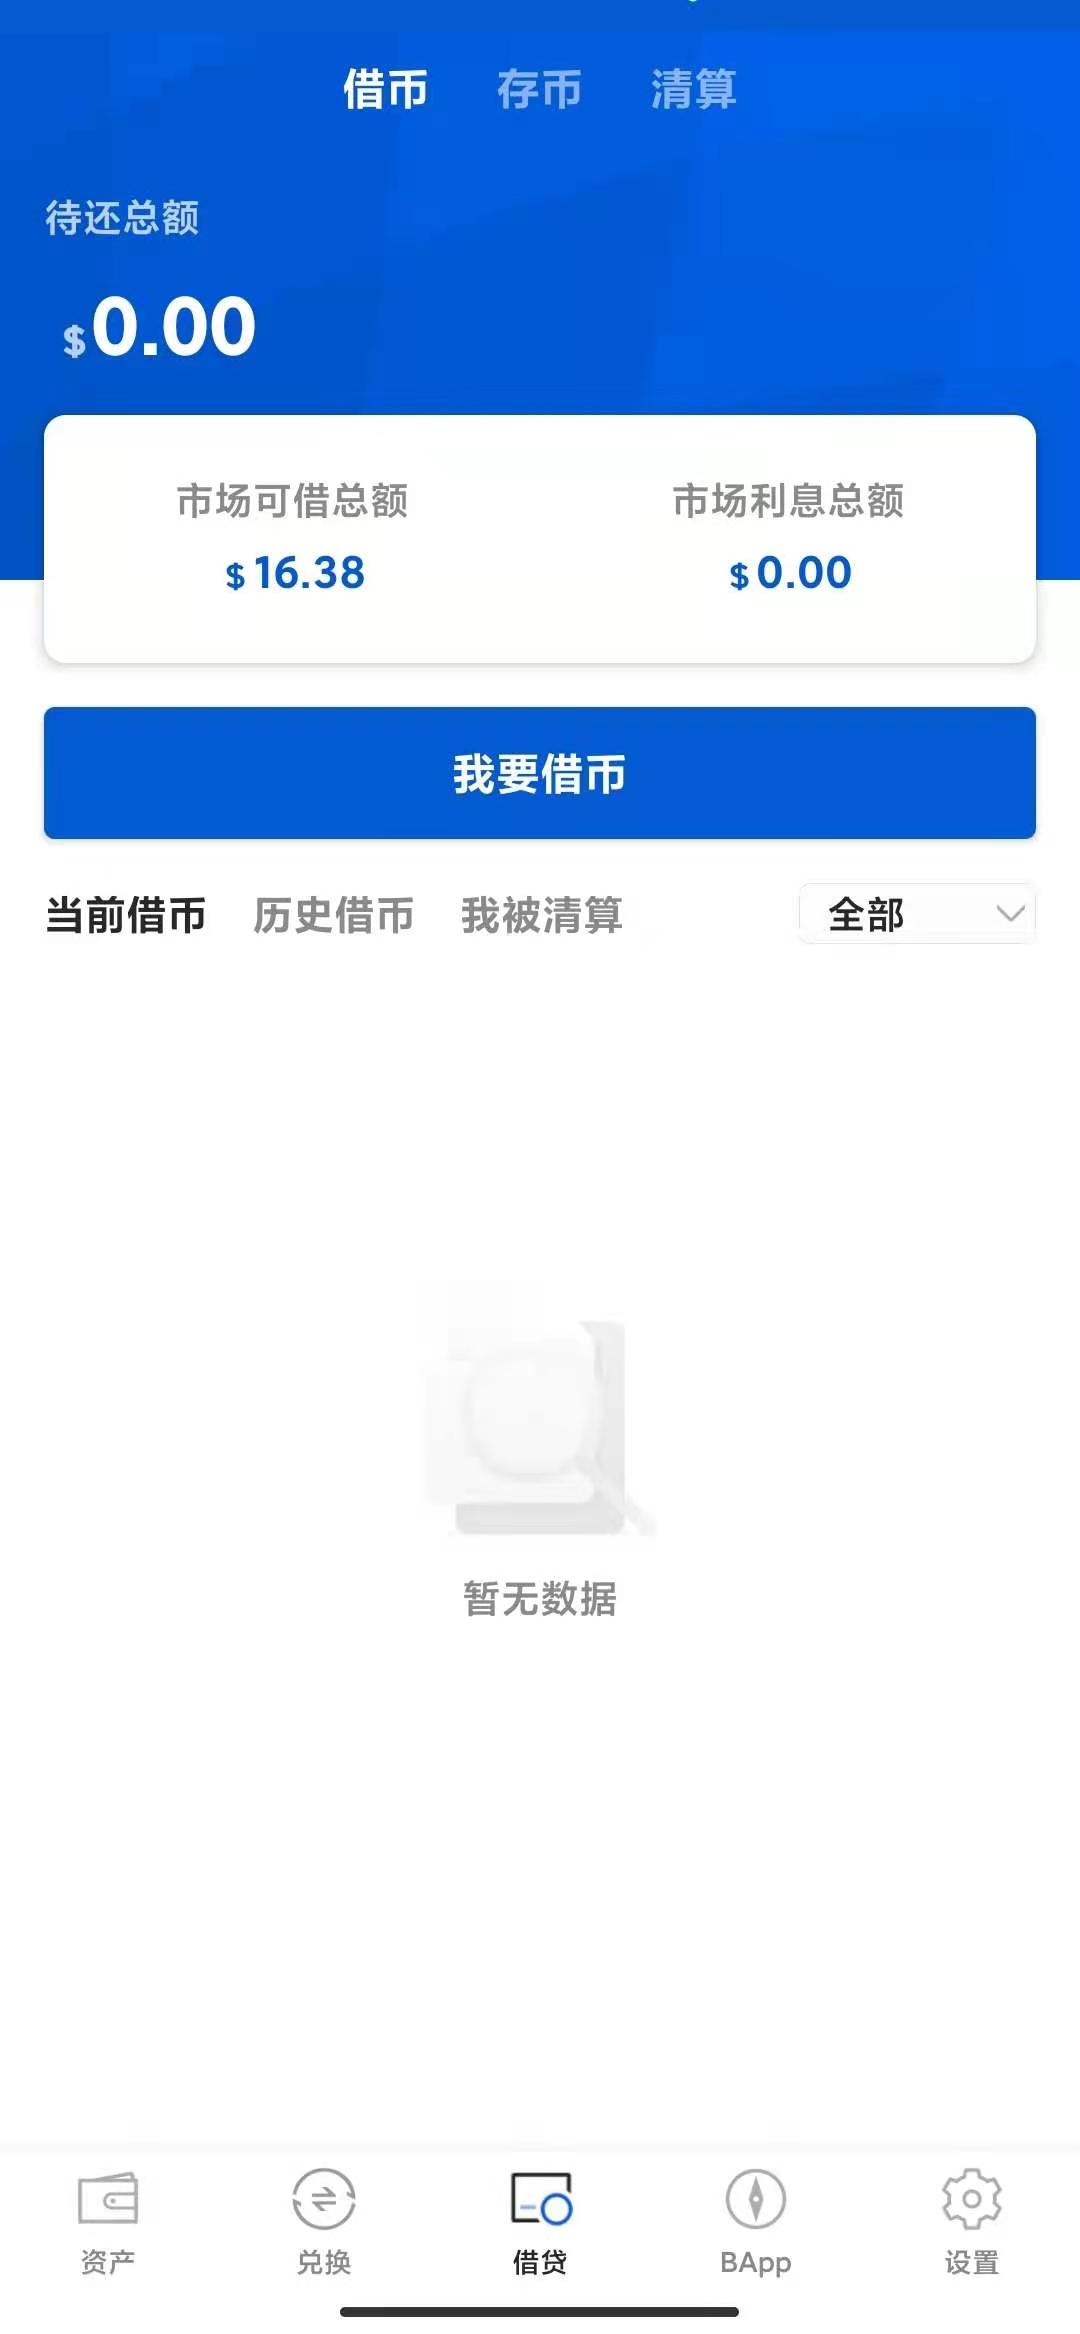 借币 存币 清算
待还总额
$0.00
市场可借总额 市场利息总额
$16.38 $0.00
我要借币
当前借币 历史借币 我被清算 全部
暂无数据
资产 兑换 借贷 BApp 设置